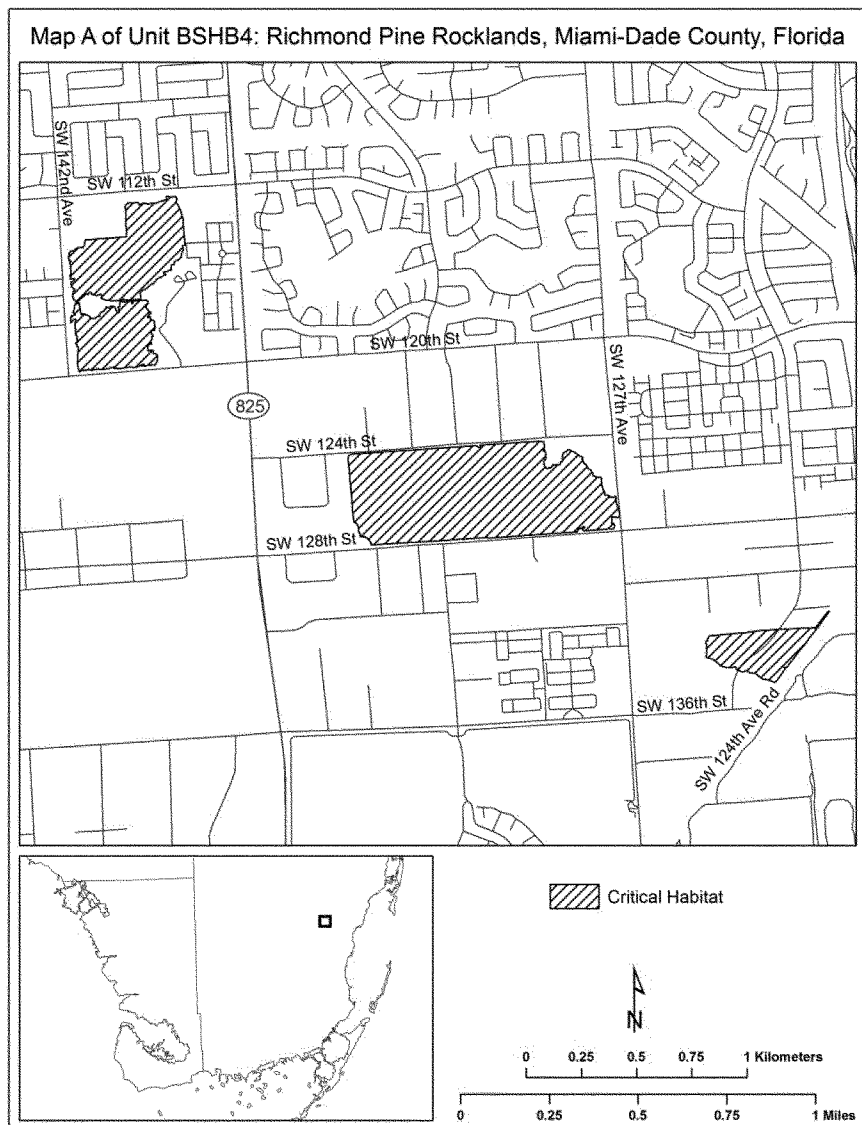 Map A of Unit BSHB4: Richmond Pine Rocklands, Miami-Dade County, Florida
SW 142nd Ave
SW 112th St
SW 120th St
SW 127th Ave
825
SW 124th St
SW 128th St
SW 136th St
SW 124th Ave Rd
Critical Habitat
N
0 0.25 0.5 0.75 1 Kilometers
0 0.25 0.5 0.75 1 Miles